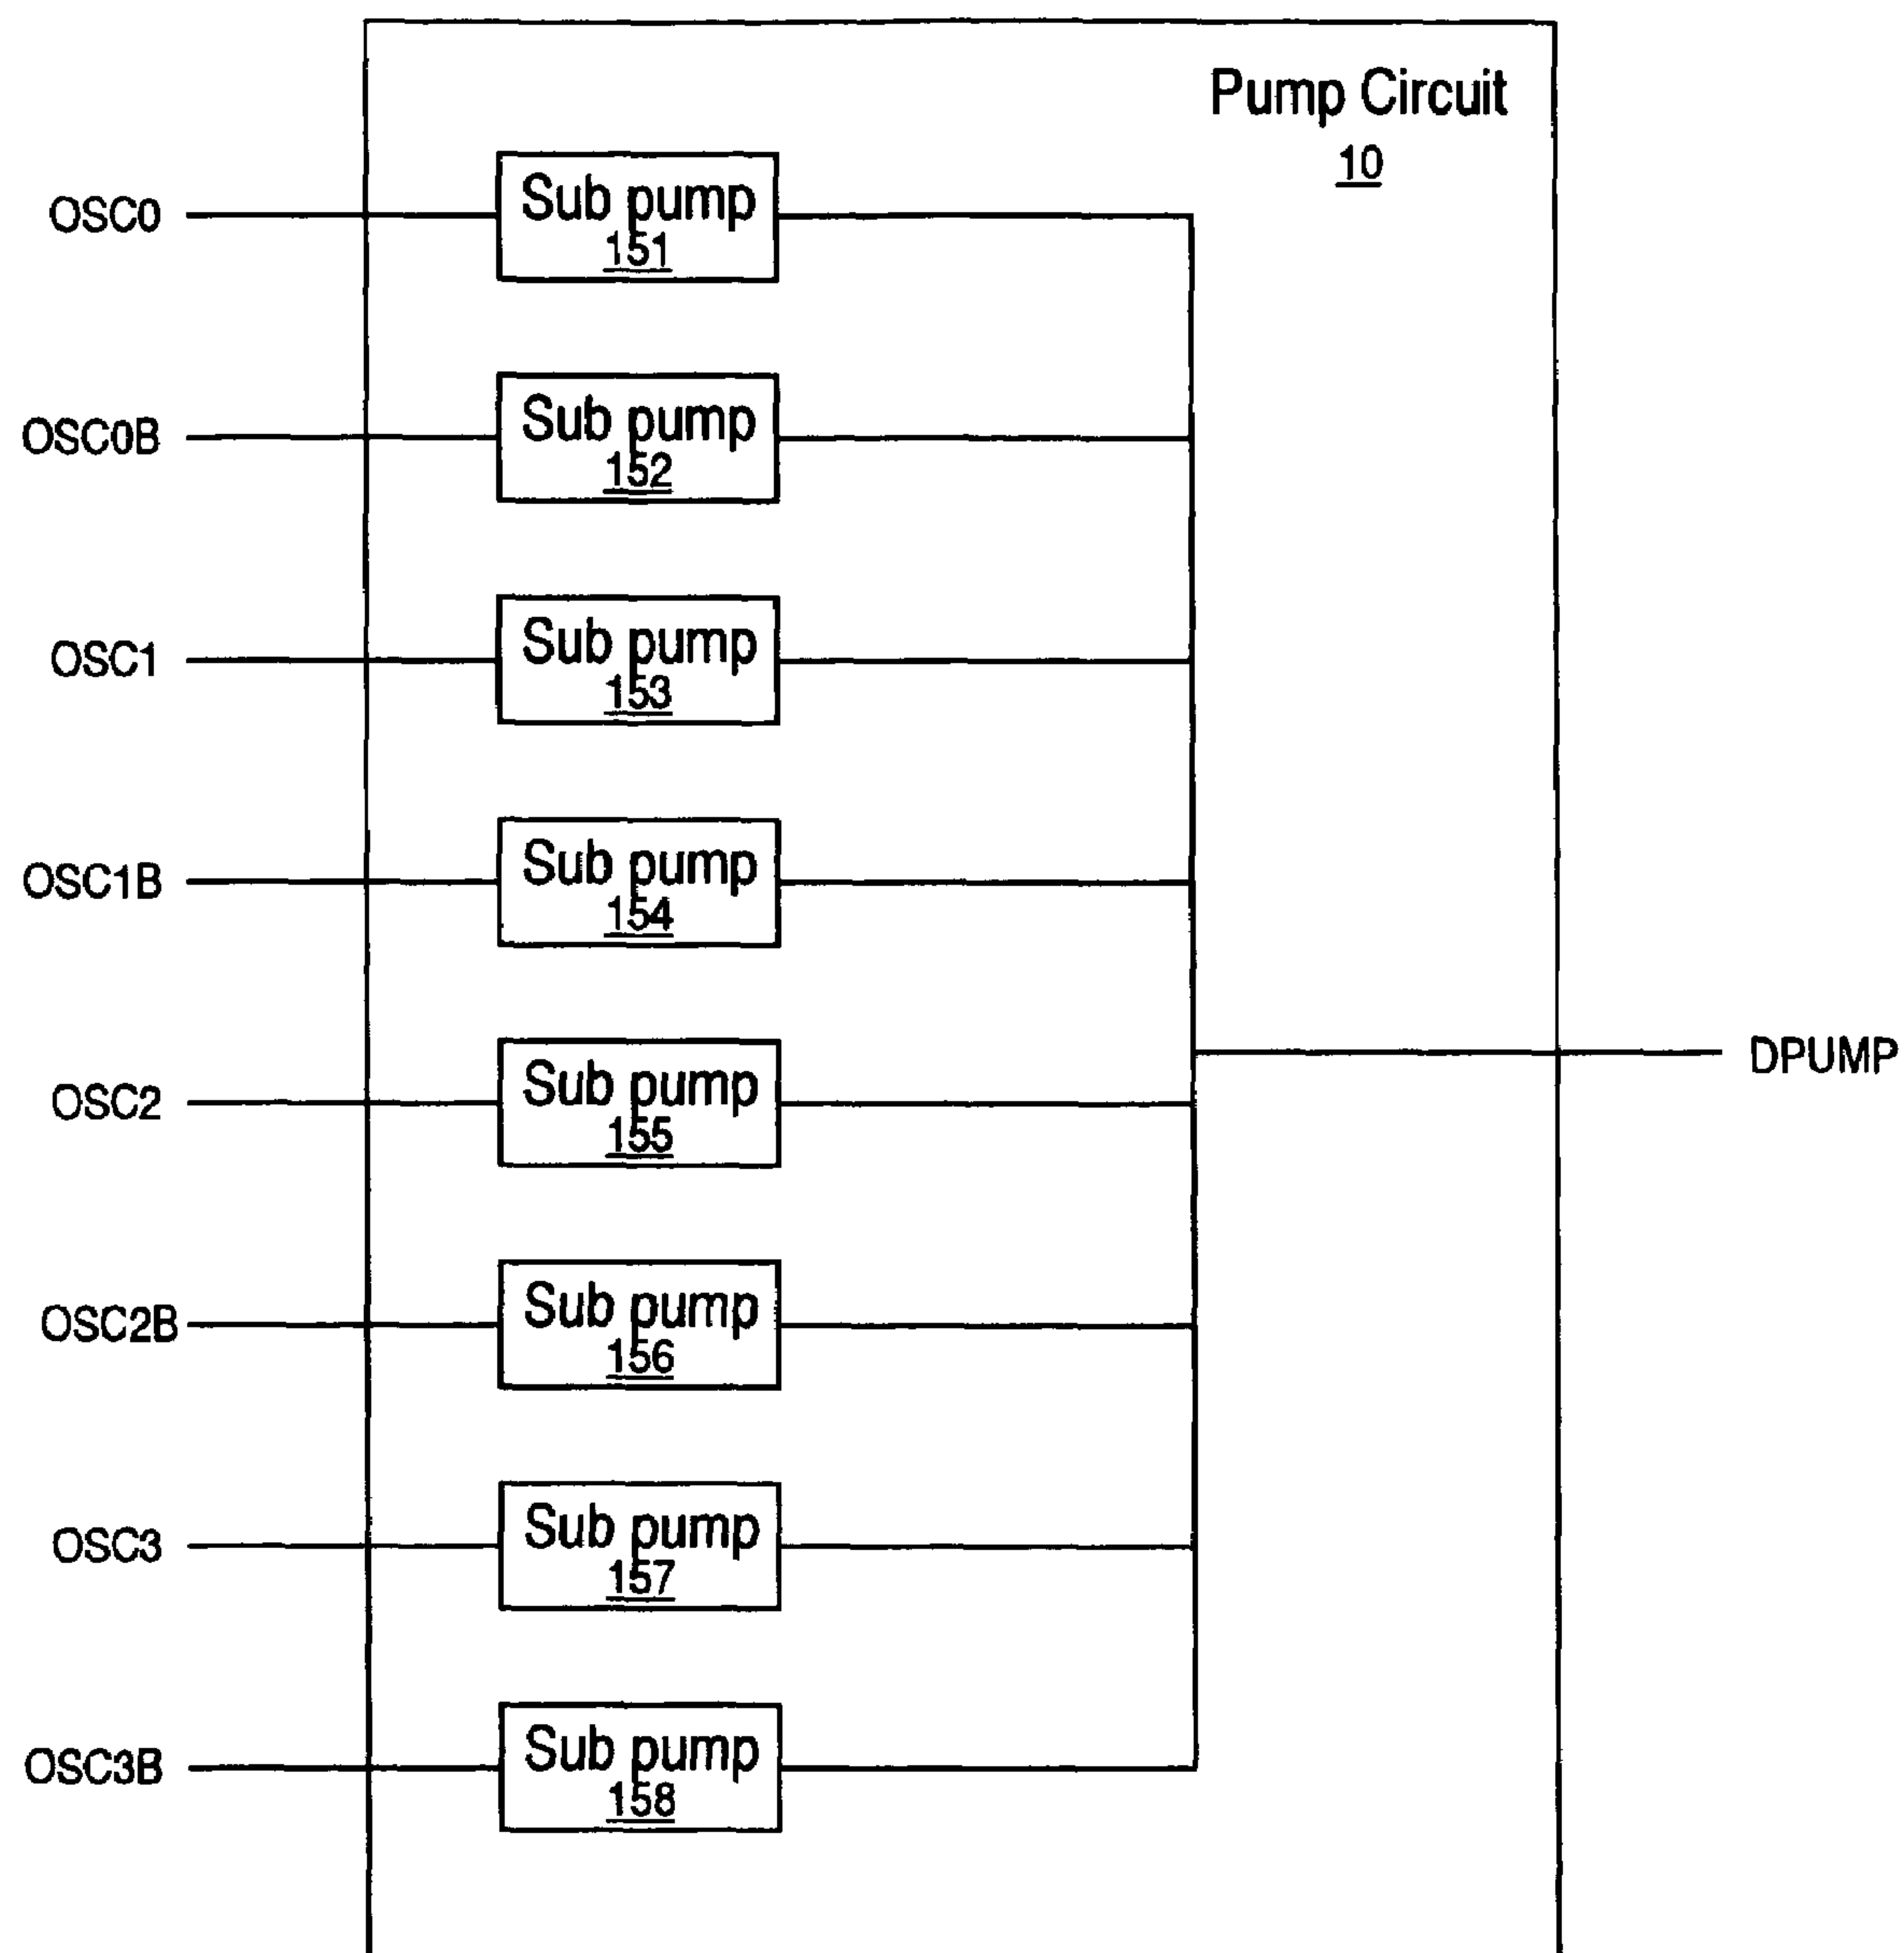 Pump Circuit
10
OSC0
Sub pump
151
OSC0B
Sub pump
152
OSC1
Sub pump
153
OSC1B
Sub pump
154
OSC2
Sub pump
155
DPUMP
OSC2B
Sub pump
156
OSC3
Sub pump
157
OSC3B
Sub pump
158